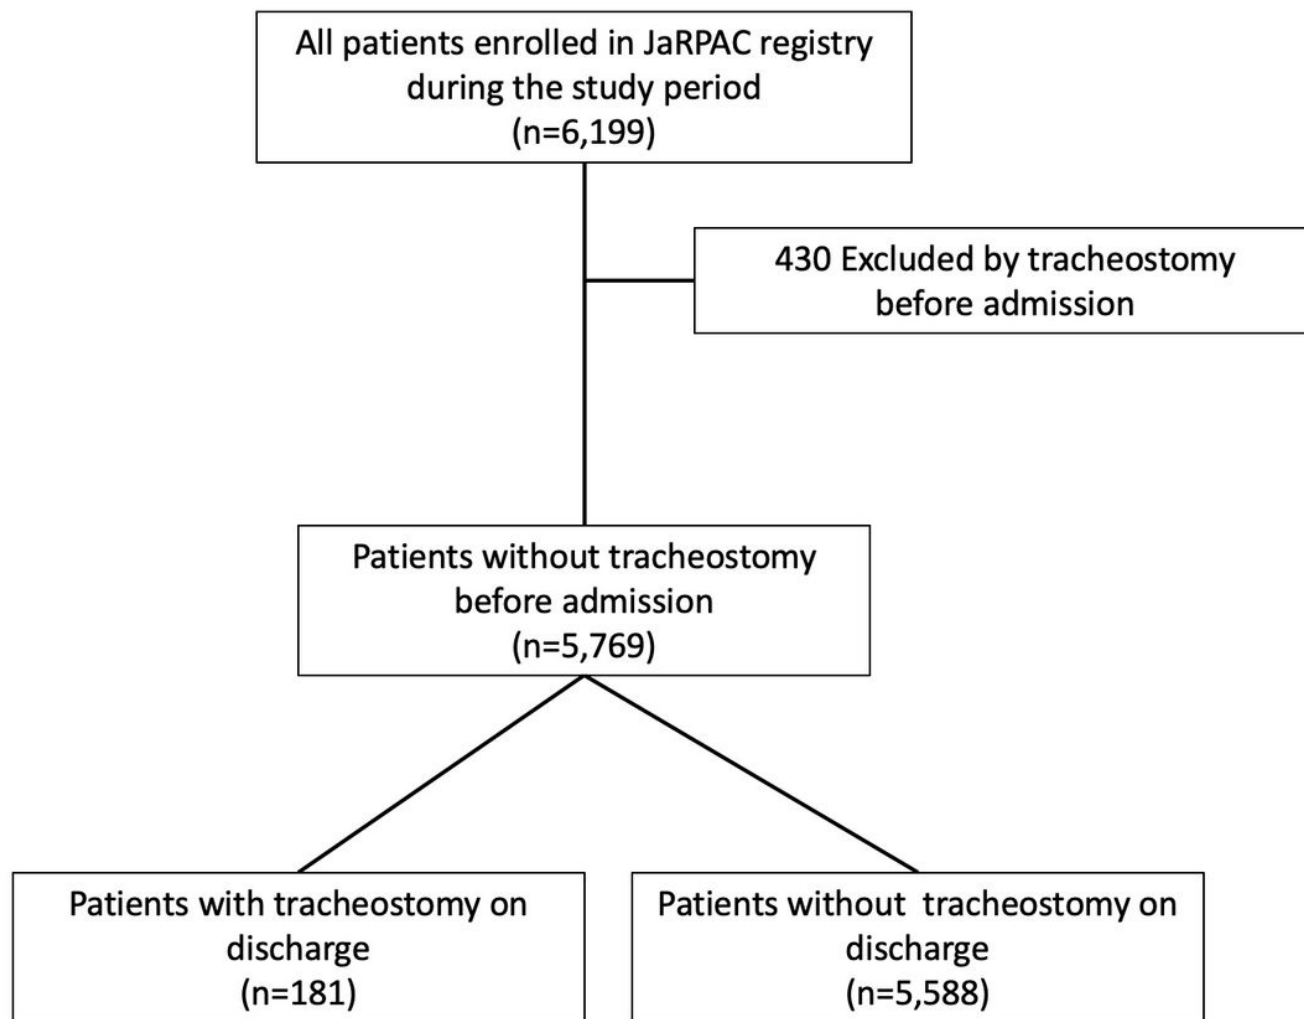 All patients enrolled in JaRPAC registry
during the study period
(n=6,199)
430 Excluded by tracheostomy
before admission
Patients without tracheostomy
before admission
(n=5,769)
Patients with tracheostomy on
discharge
(n=181)
Patients without  tracheostomy on
discharge
(n=5,588)